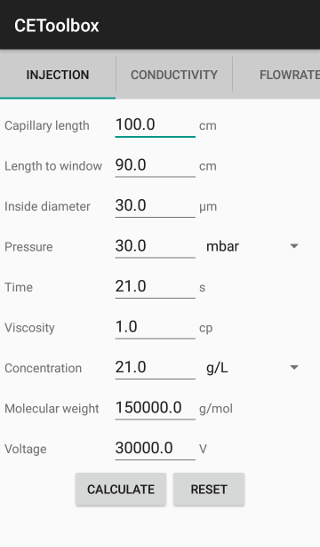 CEToolbox
INJECTION CONDUCTIVITY FLOWRATE
Capillary length 100.0 cm
Length to window 90.0 cm
Inside diameter 30.0 µm
Pressure 30.0 mbar
Time 21.0 s
Viscosity 1.0 cp
Concentration 21.0 g/L
Molecular weight 150000.0 g/mol
Voltage 30000.0 V
CALCULATE RESET